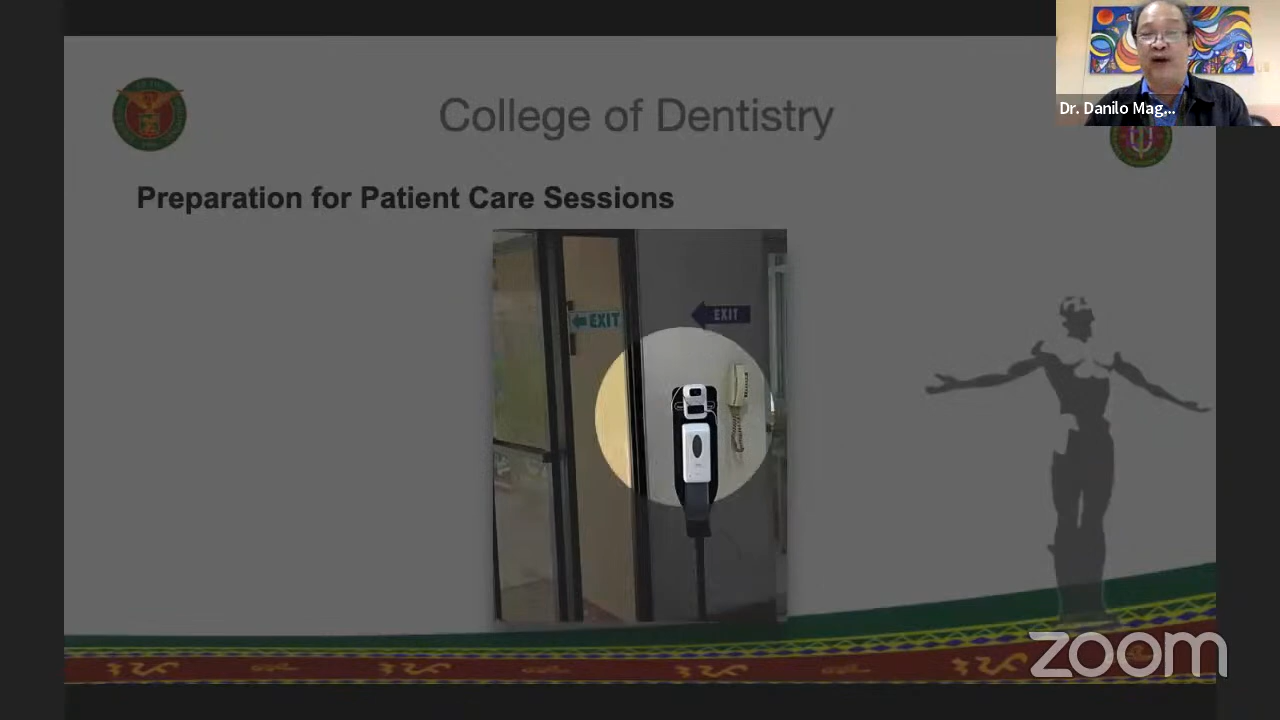 College of Dentistry
Dr. Danilo Mag...
Preparation for Patient Care Sessions
EXIT
EXIT
zoom